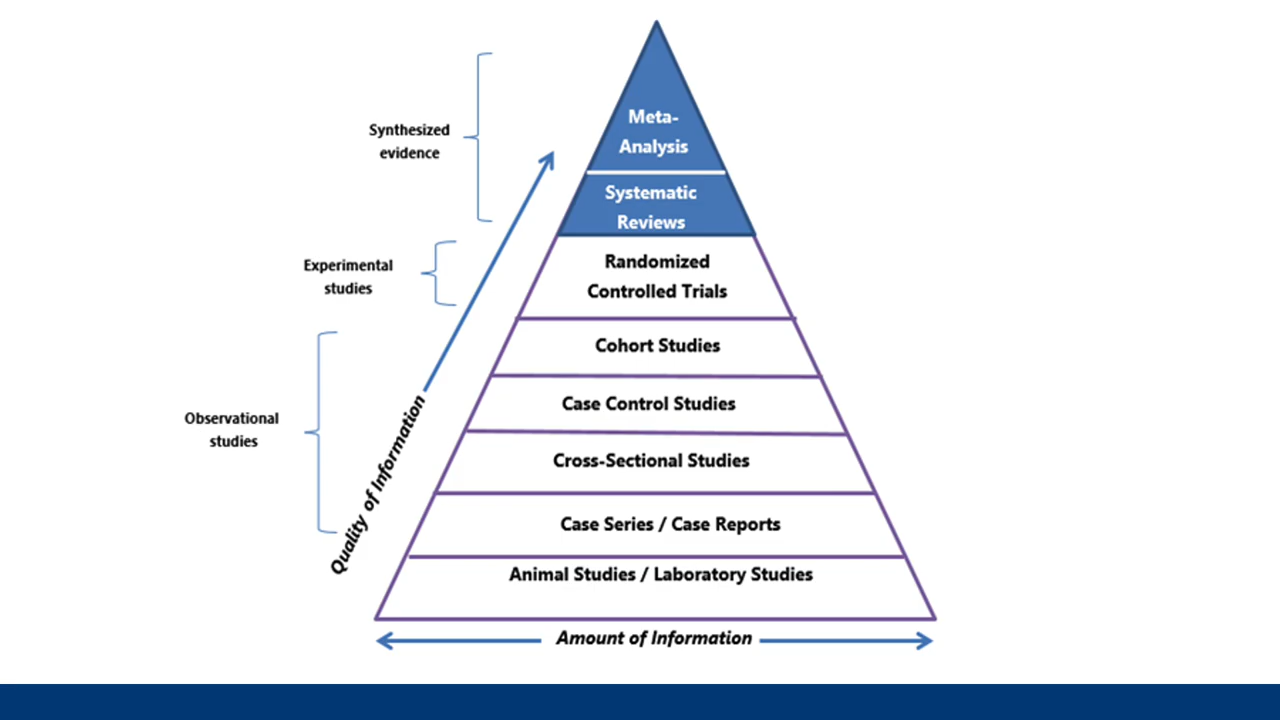 Meta-
Analysis
Synthesized
evidence
Systematic
Reviews
Experimental
studies
Randomized
Controlled Trials
Cohort Studies
Case Control Studies
Observational
studies
Cross-Sectional Studies
Quality of Information
Case Series / Case Reports
Animal Studies / Laboratory Studies
Amount of Information